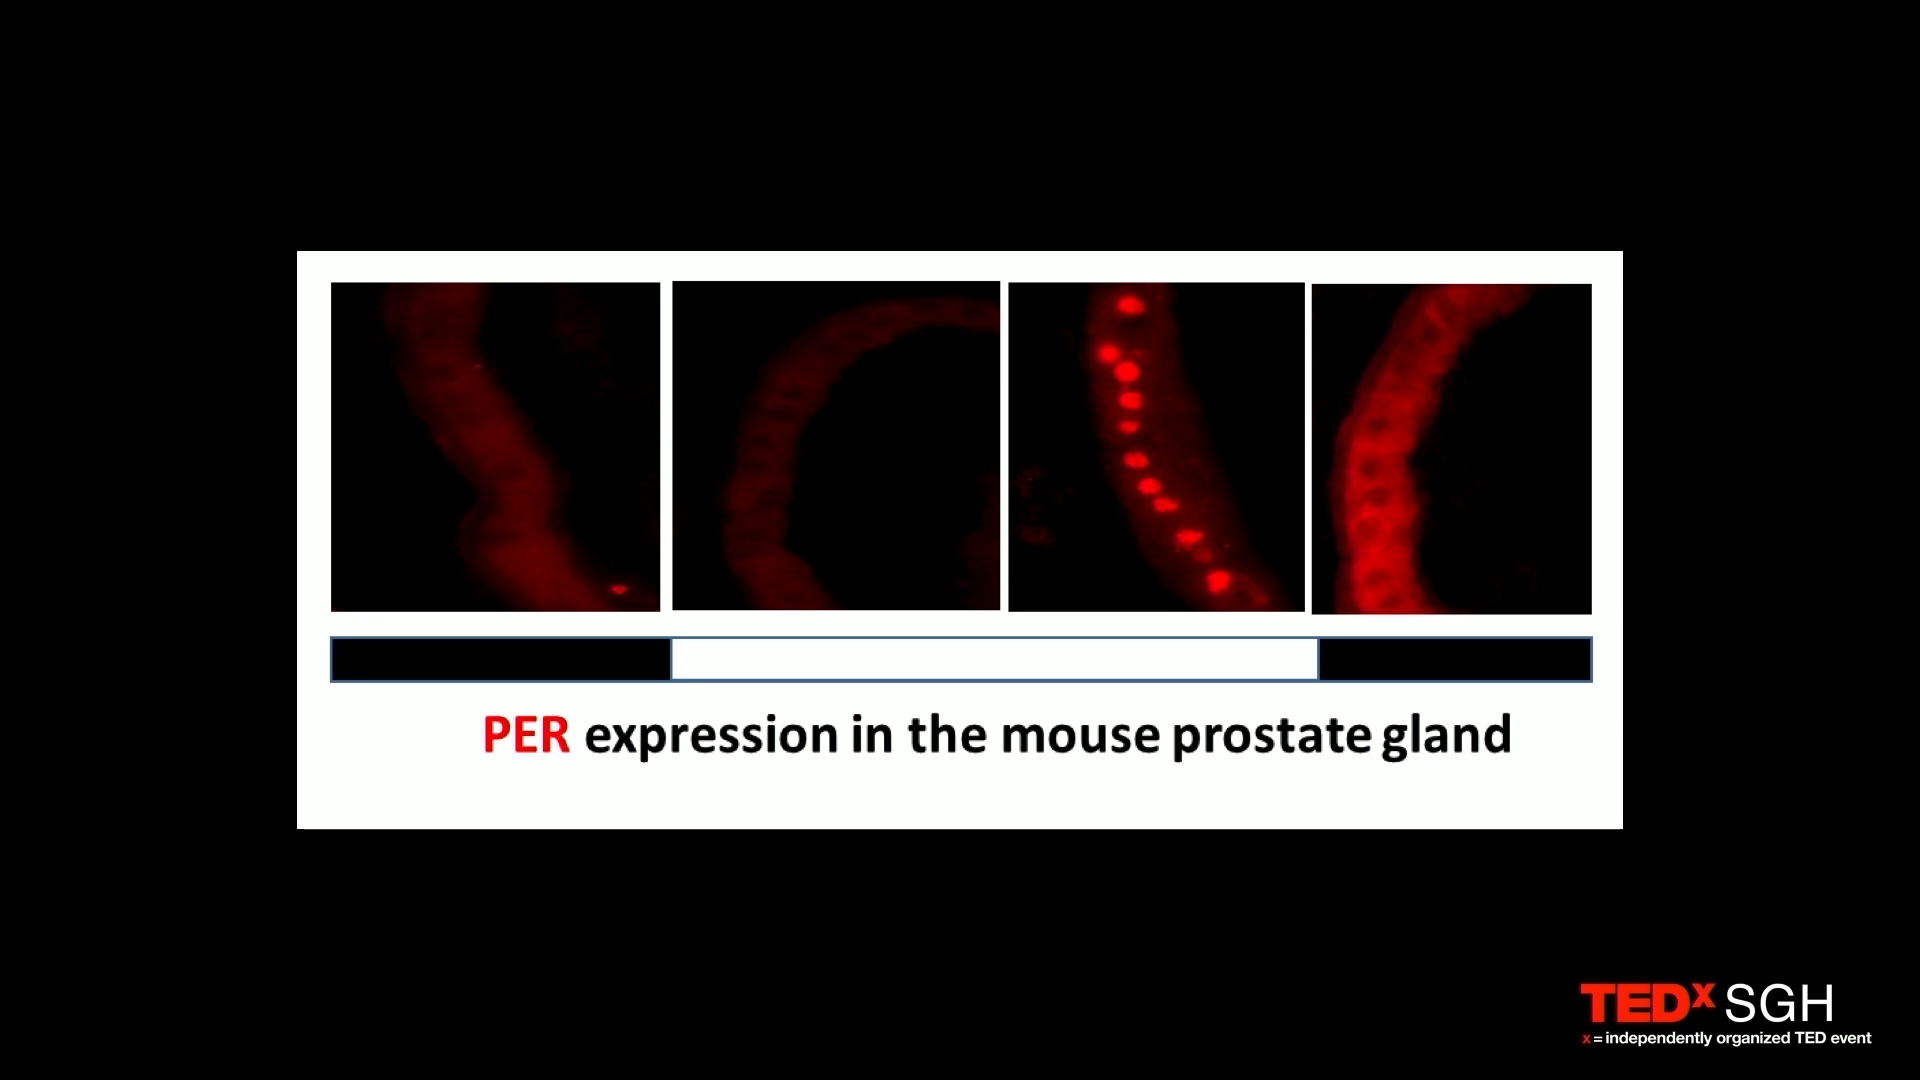 PER expression in the mouse prostate gland
TEDx SGH
x = independently organized TED event